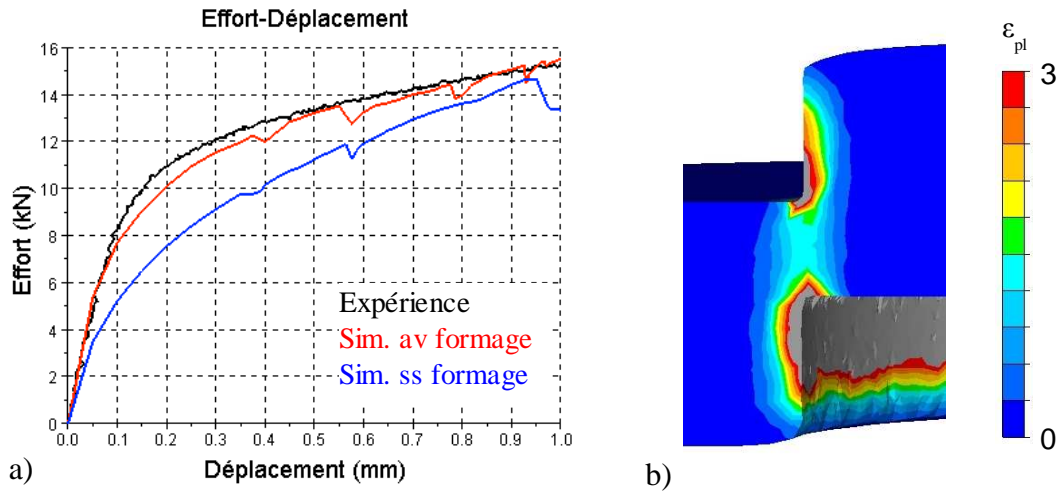 Effort-Déplacement
16
14
12
10
8
6
4
2
0
Effort (kN)
0.0 0.1 0.2 0.3 0.4 0.5 0.6 0.7 0.8 0.9 1.0
Déplacement (mm)
Expérience
Sim. av formage
Sim. ss formage
a)
ε pl
3
0
b)